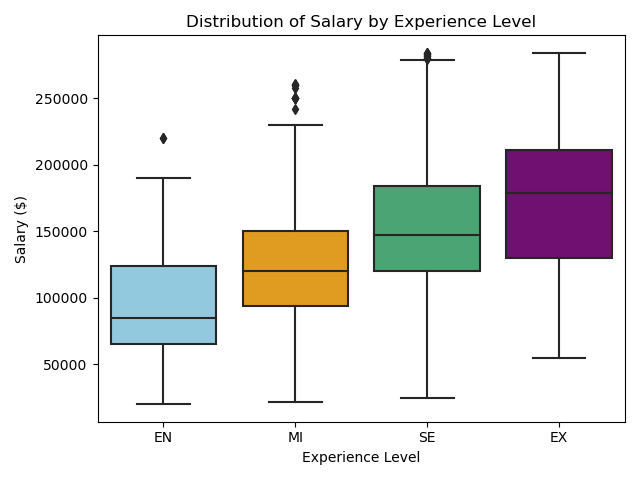 Distribution of Salary by Experience Level
Salary ($)
250000
200000
150000
100000
50000
EN MI SE EX
Experience Level